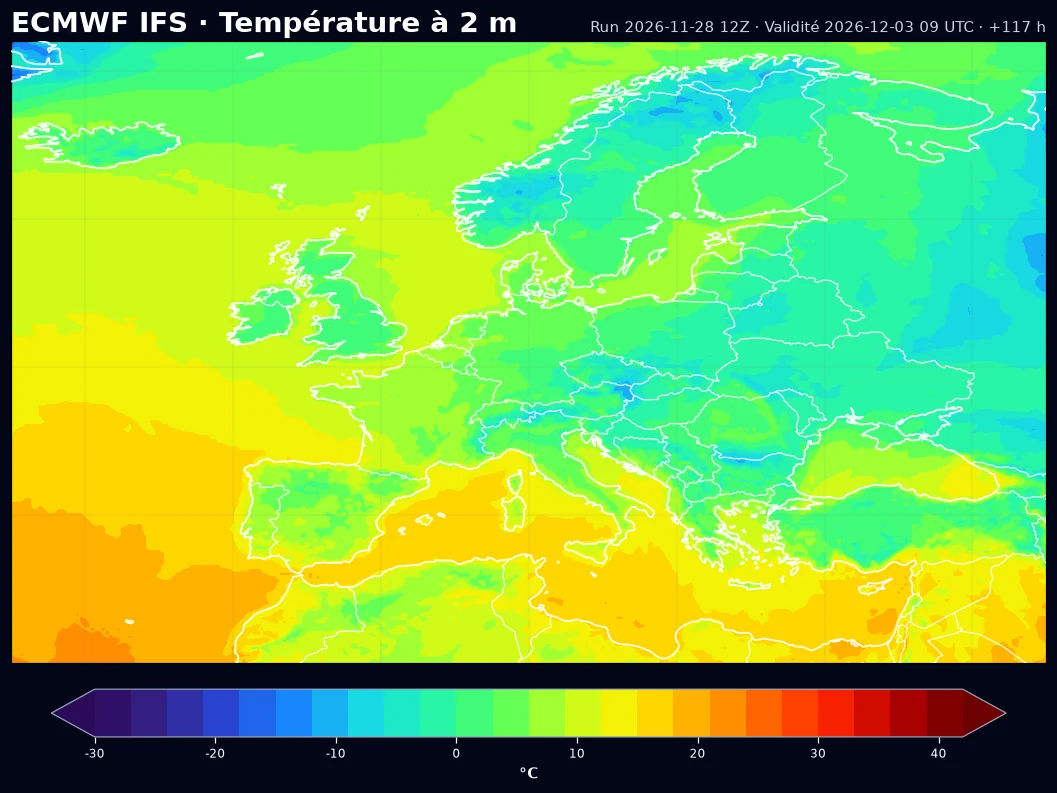 ECMWF IFS · Température à 2 m
Run 2026-11-28 12Z · Validité 2026-12-03 09 UTC · +117 h
-30 -20 -10 0 10 20 30 40
°C